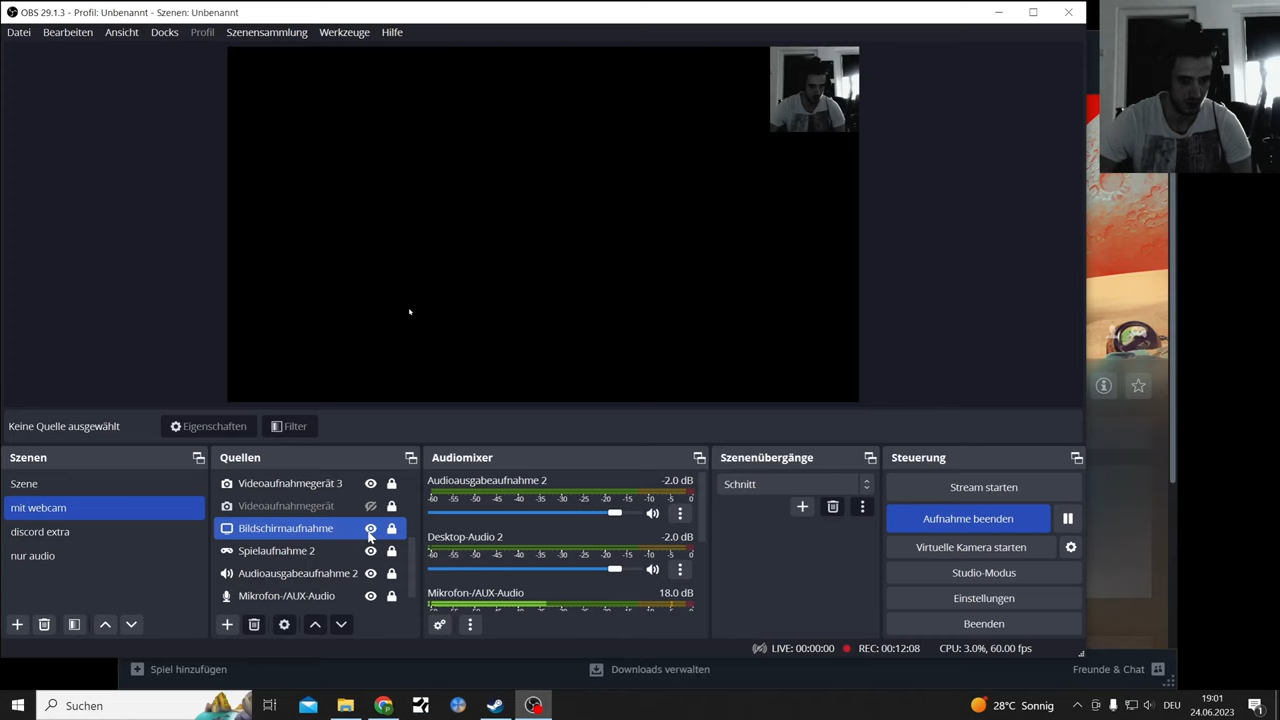 OBS 29.1.3 - Profil: Unbenannt - Szenen: Unbenannt
Datei Bearbeiten Ansicht Docks Profil Szenensammlung Werkzeuge Hilfe
Keine Quelle ausgewählt Eigenschaften Filter
Szenen Quellen Audiomixer Szenenübergänge Steuerung
Szene
mit webcam
discord extra
nur audio
Videoaufnahmegerät 3
Videoaufnahmegerät
Bildschirmaufnahme
Spielaufnahme 2
Audioausgabeaufnahme 2
Mikrofon-/AUX-Audio
Audioausgabeaufnahme 2 -2.0 dB
-60 -55 -50 -45 -40 -35 -30 -25 -20 -15 -10 -5 0
Desktop-Audio 2 -2.0 dB
-60 -55 -50 -45 -40 -35 -30 -25 -20 -15 -10 -5 0
Mikrofon-/AUX-Audio 18.0 dB
Schnitt
Stream starten
Aufnahme beenden
Virtuelle Kamera starten
Studio-Modus
Einstellungen
Beenden
LIVE: 00:00:00 REC: 00:12:08 CPU: 3.0%, 60.00 fps
Spiel hinzufügen Downloads verwalten Freunde & Chat
Suchen 28°C Sonnig DEU 19:01
24.06.2023 1